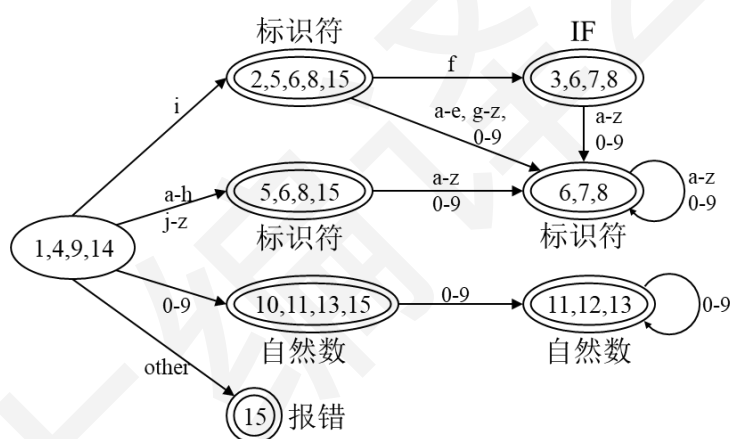 标识符
IF
2,5,6,8,15
f
3,6,7,8
i
a-e, g-z,
0-9
a-z
0-9
a-h
j-z
5,6,8,15
a-z
0-9
6,7,8
a-z
0-9
标识符
标识符
1,4,9,14
0-9
10,11,13,15
0-9
11,12,13
0-9
自然数
自然数
other
15
报错